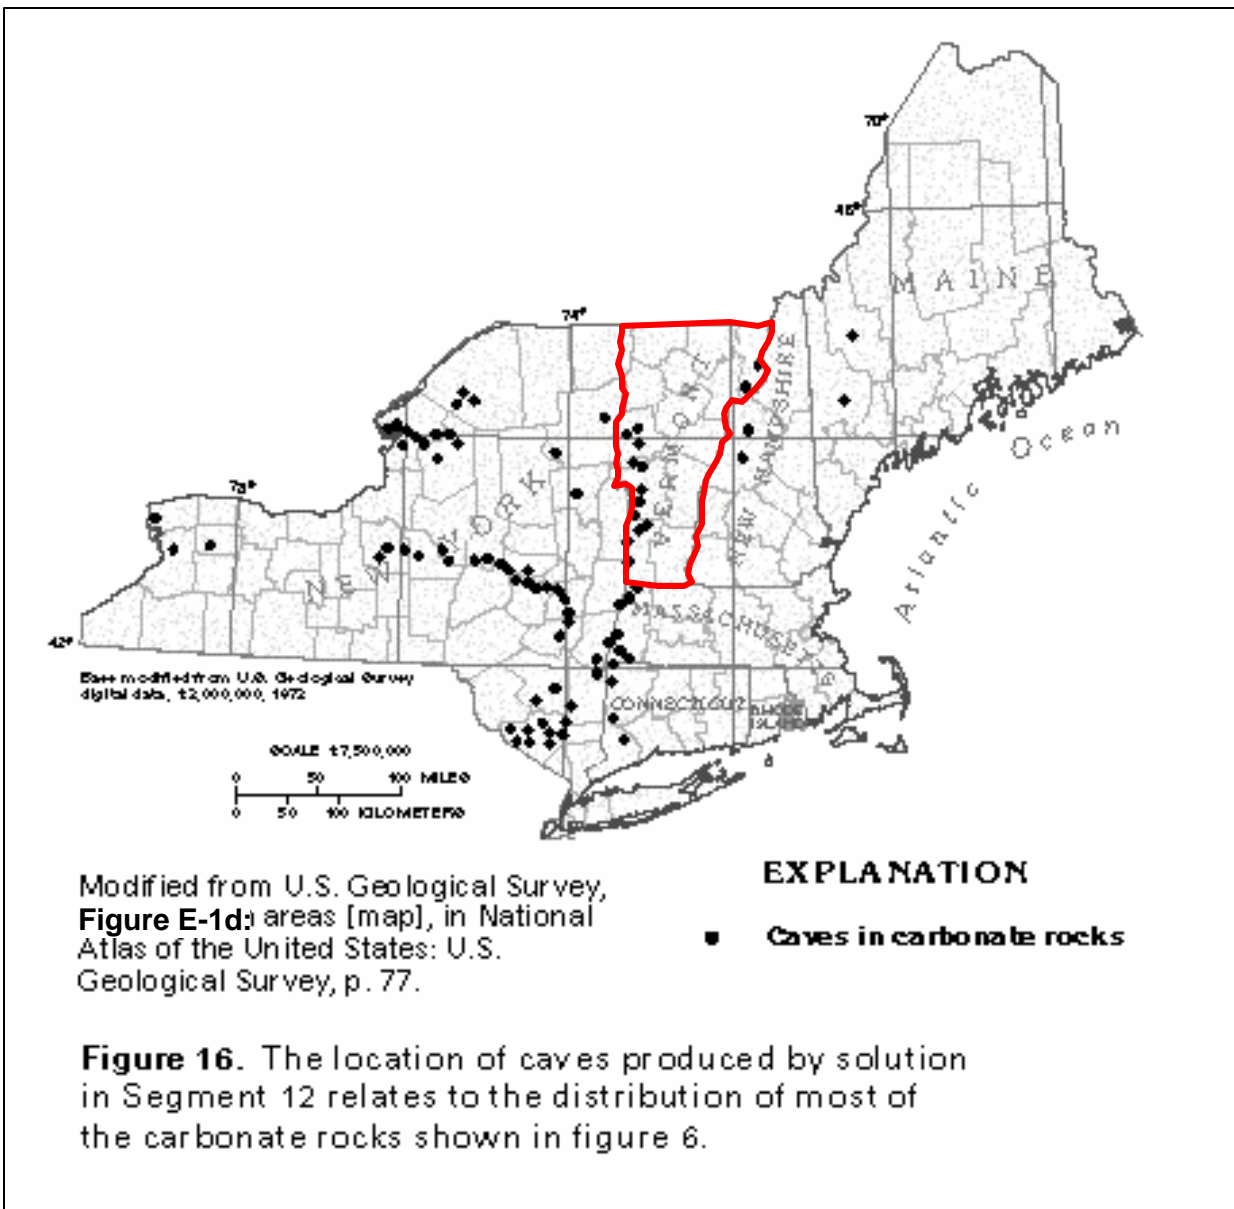 70°
46°
MAINE
74°
VERMONT
NEW HAMPSHIRE
Atlantic Ocean
78°
NEW YORK
MASSACHUSETTS
42°
Base modified from U.S. Geological Survey
digital data, 1:2,000,000, 1972
CONNECTICUT
RHODE
ISLAND
SCALE 1:7,500,000
0 50 100 MILES
0 50 100 KILOMETERS
Modified from U.S. Geological Survey,
Figure E-1d: areas [map], in National
Atlas of the United States: U.S.
Geological Survey, p. 77.
EXPLANATION
Caves in carbonate rocks
Figure 16. The location of caves produced by solution
in Segment 12 relates to the distribution of most of
the carbonate rocks shown in figure 6.